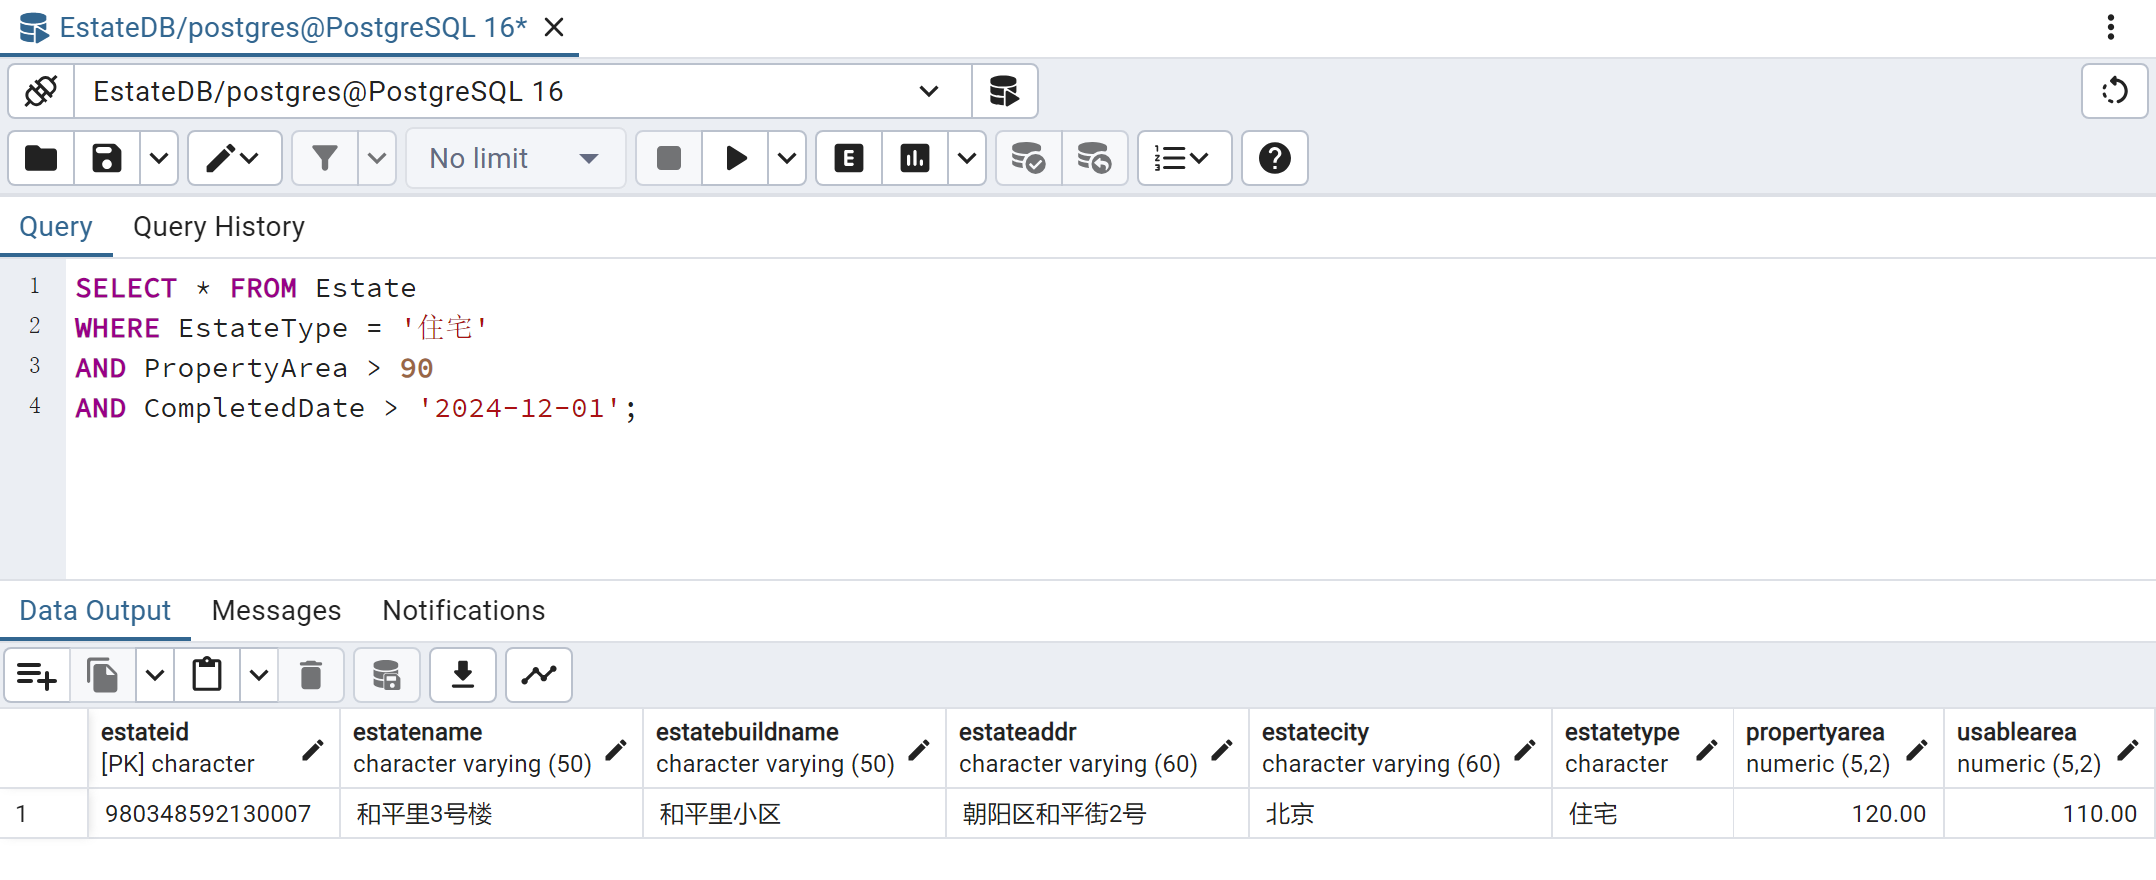 EstateDB/postgres@PostgreSQL 16*
EstateDB/postgres@PostgreSQL 16
No limit
Query Query History
1 SELECT * FROM Estate
2 WHERE EstateType = '住宅'
3 AND PropertyArea > 90
4 AND CompletedDate > '2024-12-01';
Data Output Messages Notifications
estateid estatename estatebuildname estateaddr estatecity estatetype propertyarea usablearea
[PK] character character varying (50) character varying (50) character varying (60) character varying (60) character numeric (5,2) numeric (5,2)
1 980348592130007 和平里3号楼 和平里小区 朝阳区和平街2号 北京 住宅 120.00 110.00